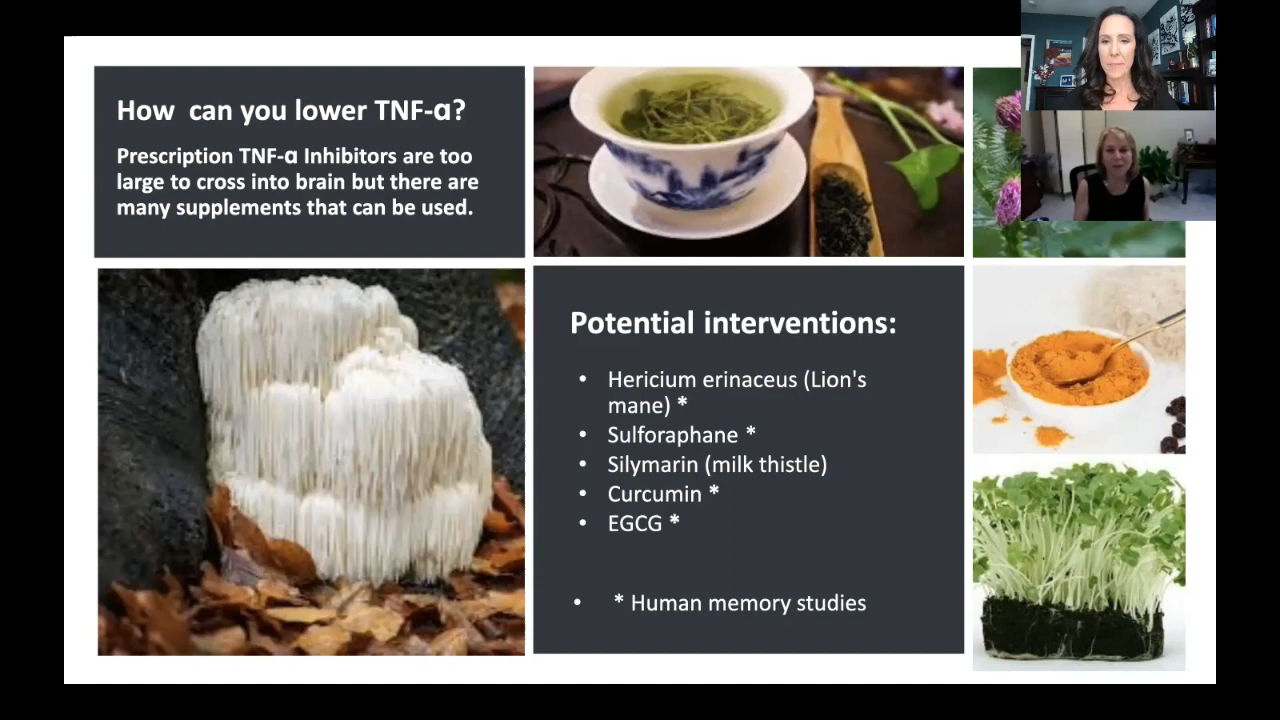 How can you lower TNF-ɑ?
Prescription TNF-ɑ Inhibitors are too
large to cross into brain but there are
many supplements that can be used.
Potential interventions:
• Hericium erinaceus (Lion's
mane) *
• Sulforaphane *
• Silymarin (milk thistle)
• Curcumin *
• EGCG *
• * Human memory studies